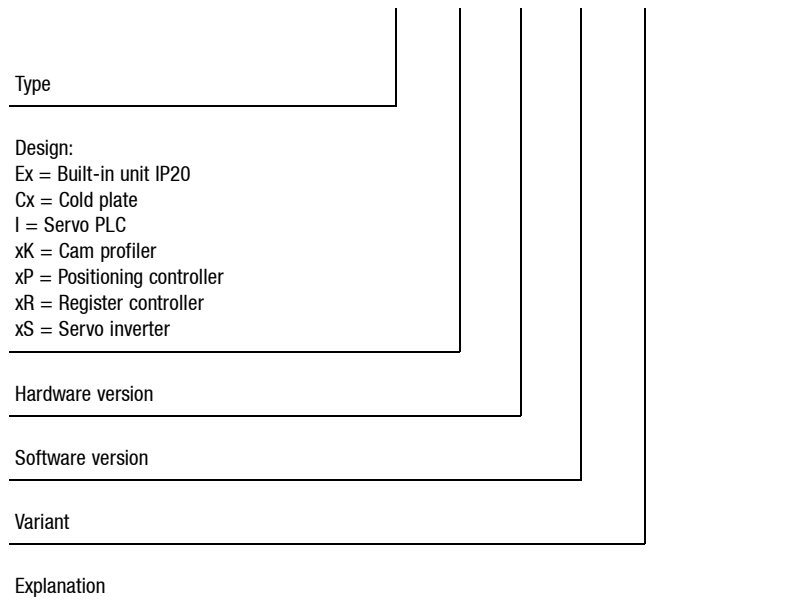 Type
Design:
Ex = Built-in unit IP20
Cx = Cold plate
I = Servo PLC
xK = Cam profiler
xP = Positioning controller
xR = Register controller
xS = Servo inverter
Hardware version
Software version
Variant
Explanation